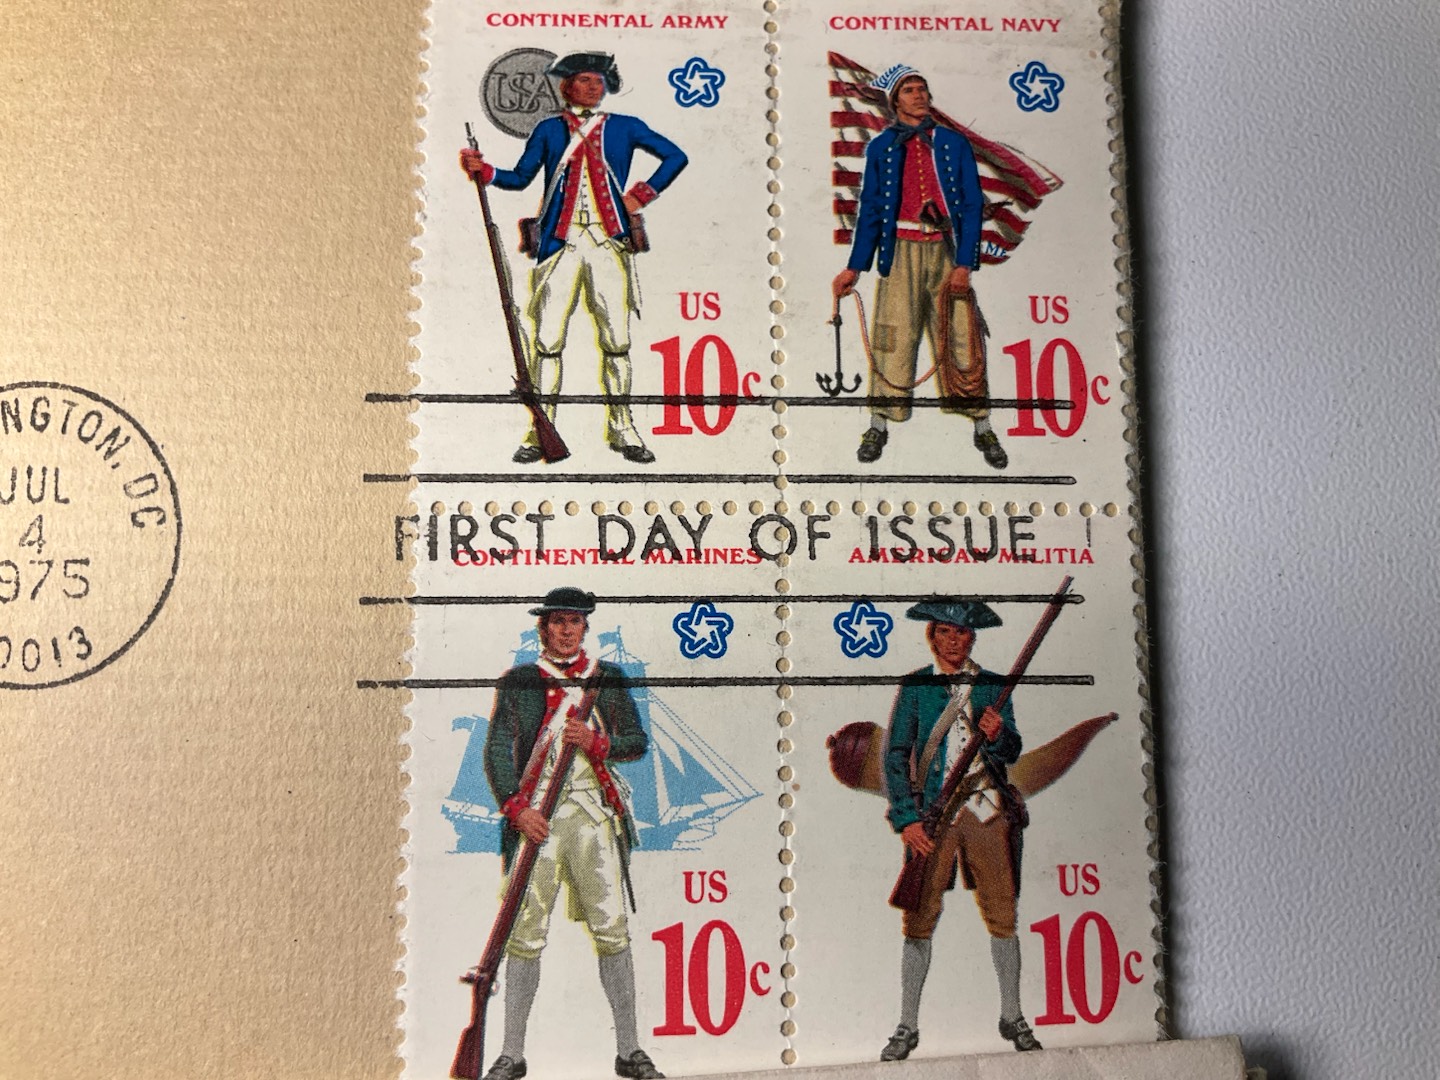 CONTINENTAL ARMY
CONTINENTAL NAVY
USA
US
10c
US
10c
NGTON, DC
JUL
4
975
0013
FIRST DAY OF ISSUE
CONTINENTAL MARINES
AMERICAN MILITIA
US
10c
US
10c